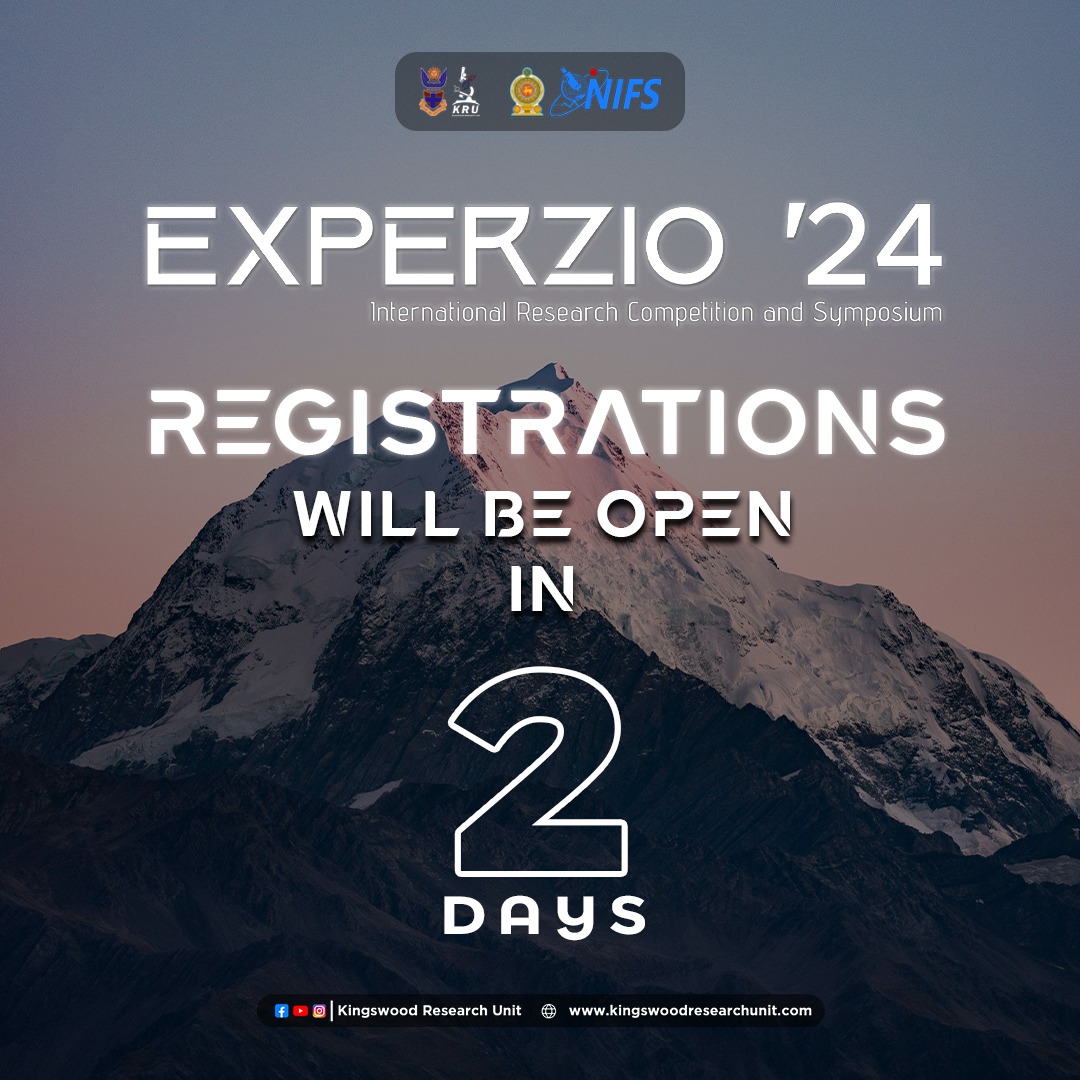 KRU
NIFS
EXPERZIO '24
International Research Competition and Symposium
REGISTRATIONS
WILL BE OPEN
IN
2
DAYS
Kingswood Research Unit www.kingswoodresearchunit.com